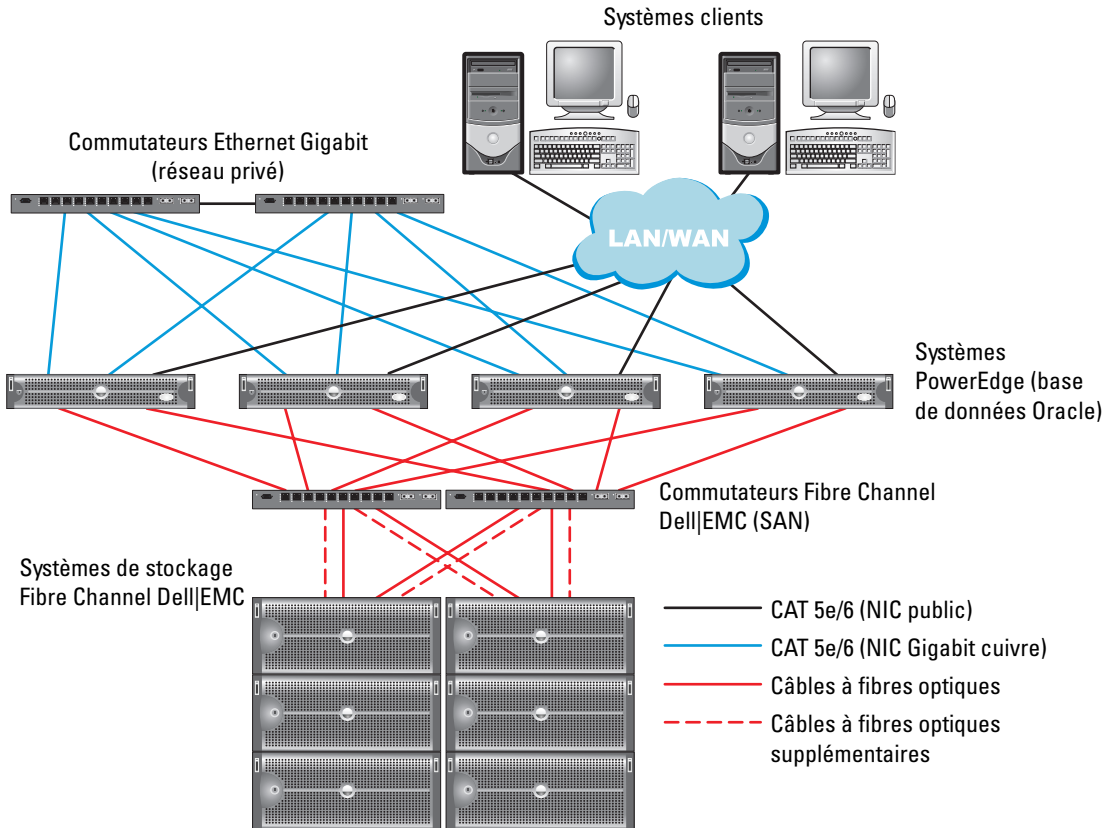 Systèmes clients
Commutateurs Ethernet Gigabit
(réseau privé)
LAN/WAN
Systèmes
PowerEdge (base
de données Oracle)
Commutateurs Fibre Channel
Dell|EMC (SAN)
Systèmes de stockage
Fibre Channel Dell|EMC
CAT 5e/6 (NIC public)
CAT 5e/6 (NIC Gigabit cuivre)
Câbles à fibres optiques
Câbles à fibres optiques
supplémentaires